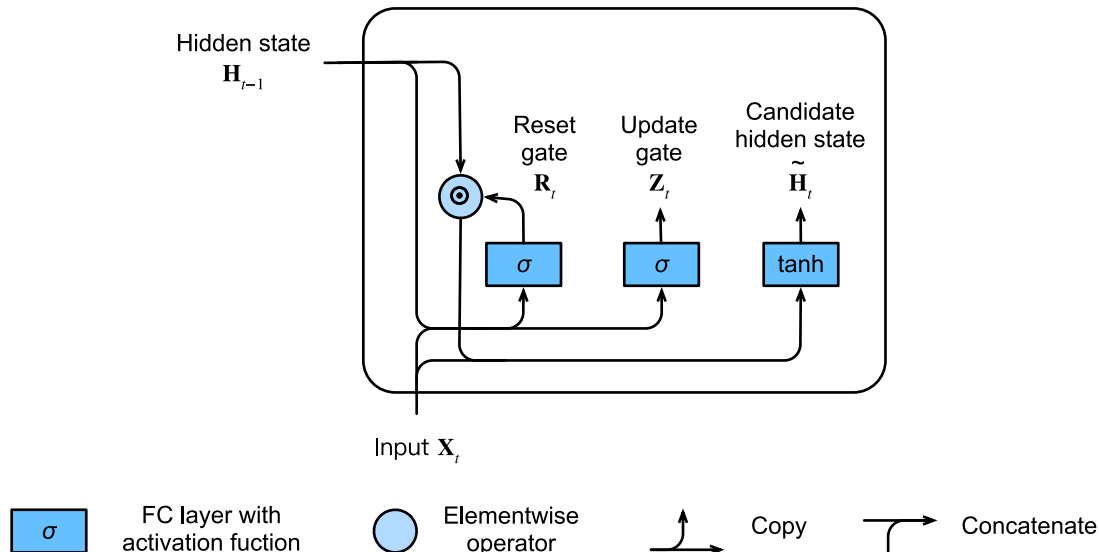 Hidden state
H_{t-1}
Reset
gate
R_t
Update
gate
Z_t
Candidate
hidden state
H̃_t
⊙
σ
σ
tanh
Input X_t
σ
FC layer with
activation fuction
Elementwise
operator
Copy
Concatenate